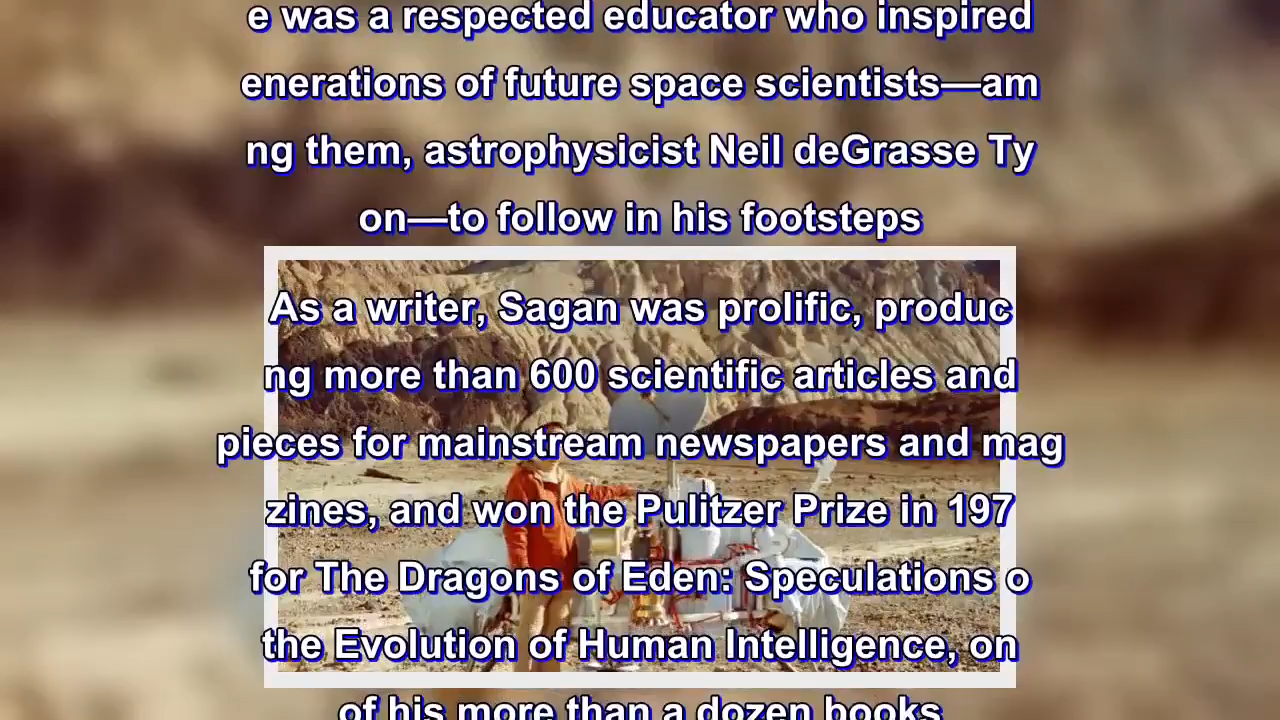 e was a respected educator who inspired
enerations of future space scientists—am
ng them, astrophysicist Neil deGrasse Ty
on—to follow in his footsteps
As a writer, Sagan was prolific, produc
ng more than 600 scientific articles and
pieces for mainstream newspapers and mag
zines, and won the Pulitzer Prize in 197
for The Dragons of Eden: Speculations o
the Evolution of Human Intelligence, on
of his more than a dozen books